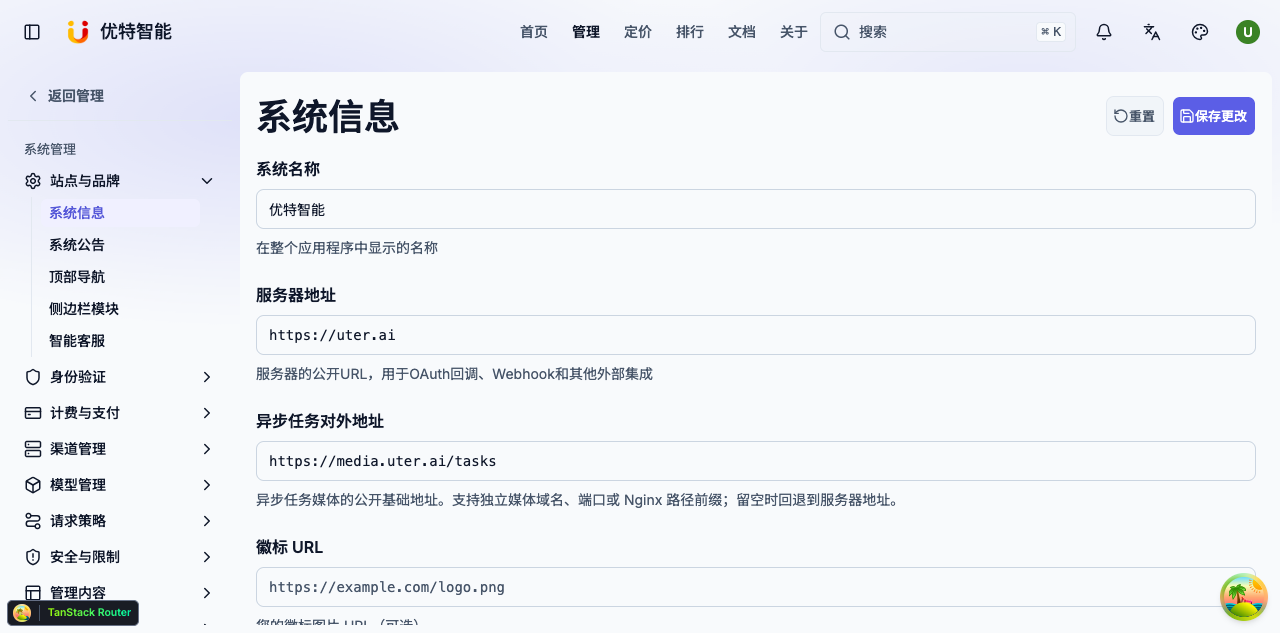 优特智能
首页 管理 定价 排行 文档 关于 搜索 ⌘ K U
返回管理
系统管理
站点与品牌
系统信息
系统公告
顶部导航
侧边栏模块
智能客服
身份验证
计费与支付
渠道管理
模型管理
请求策略
安全与限制
管理内容
TanStack Router
系统信息
重置 保存更改
系统名称
优特智能
在整个应用程序中显示的名称
服务器地址
https://uter.ai
服务器的公开URL，用于OAuth回调、Webhook和其他外部集成
异步任务对外地址
https://media.uter.ai/tasks
异步任务媒体的公开基础地址。支持独立媒体域名、端口或 Nginx 路径前缀；留空时回退到服务器地址。
徽标 URL
https://example.com/logo.png
您的徽标图片 URL（可选）